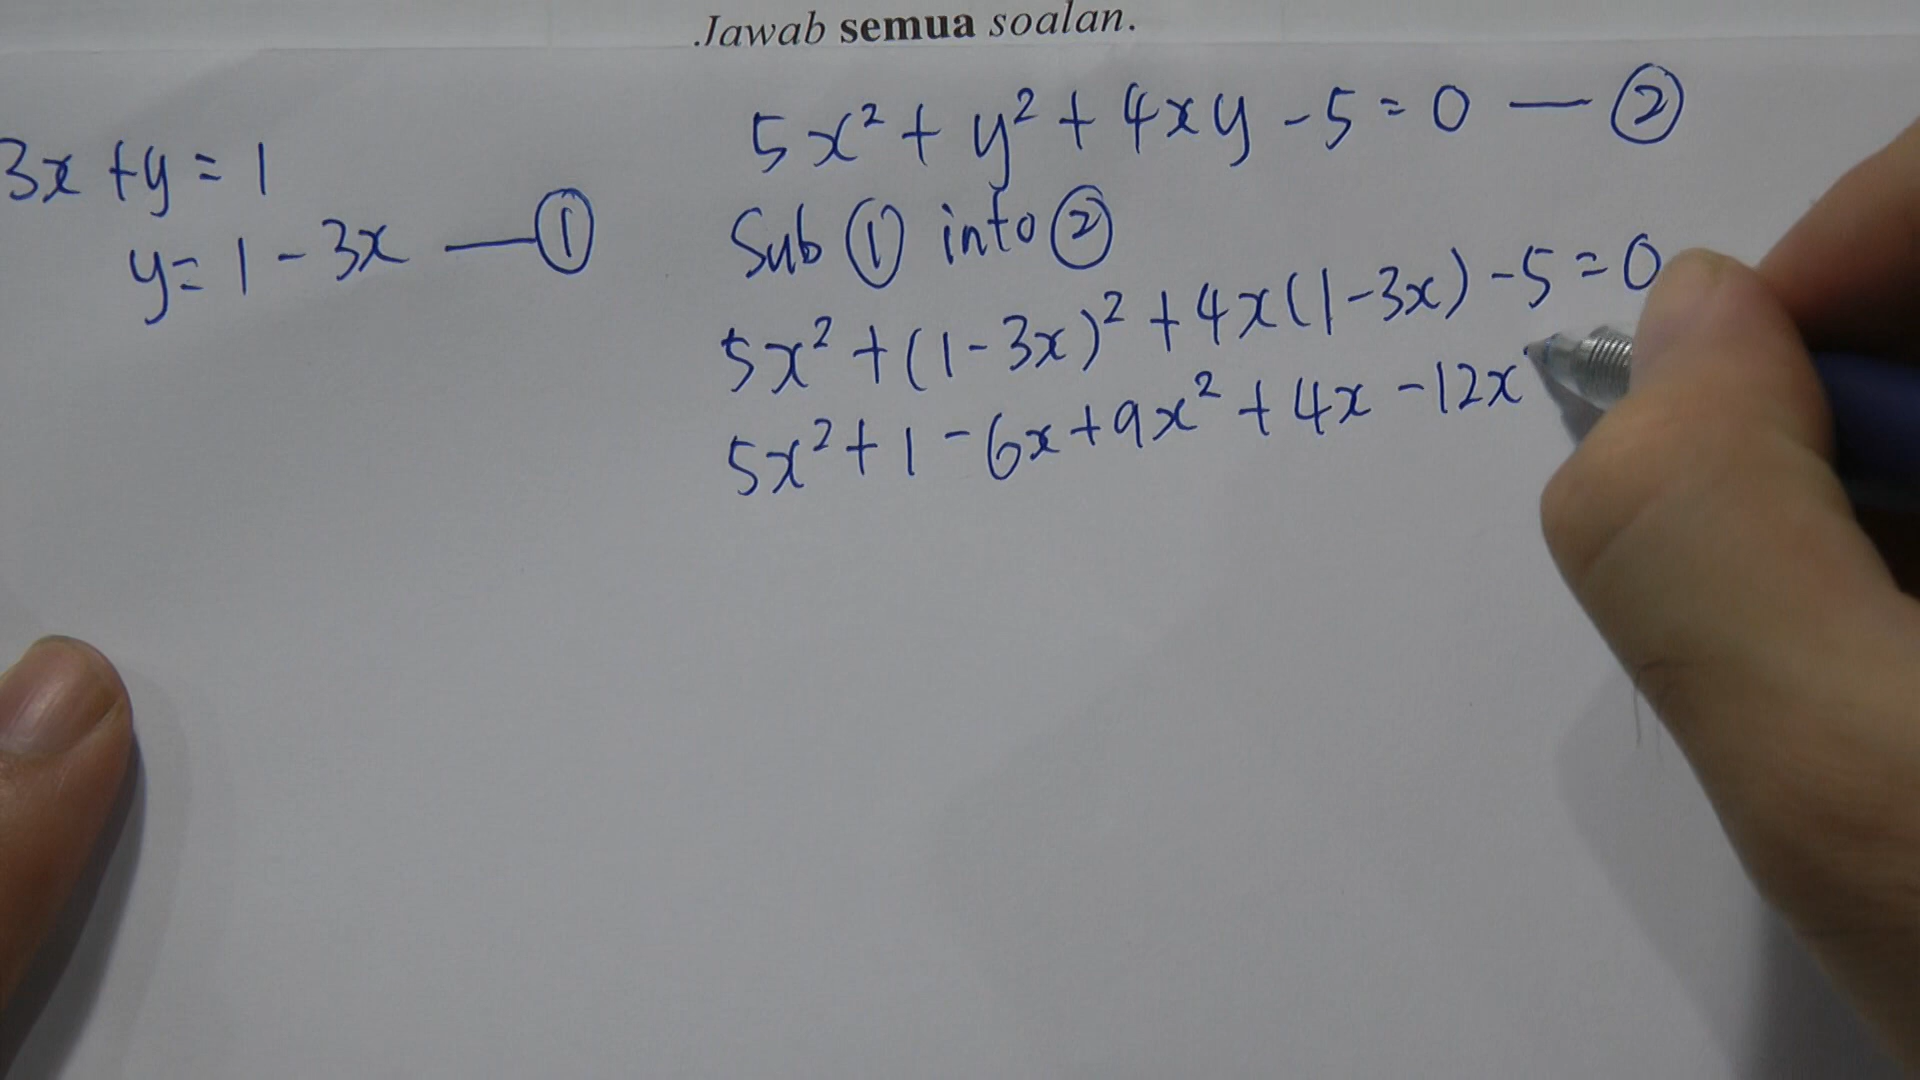 Jawab semua soalan.
3x + y = 1
y = 1 - 3x — ①
5x² + y² + 4xy - 5 = 0 — ②
Sub ① into ②
5x² + (1 - 3x)² + 4x(1 - 3x) - 5 = 0
5x² + 1 - 6x + 9x² + 4x - 12x